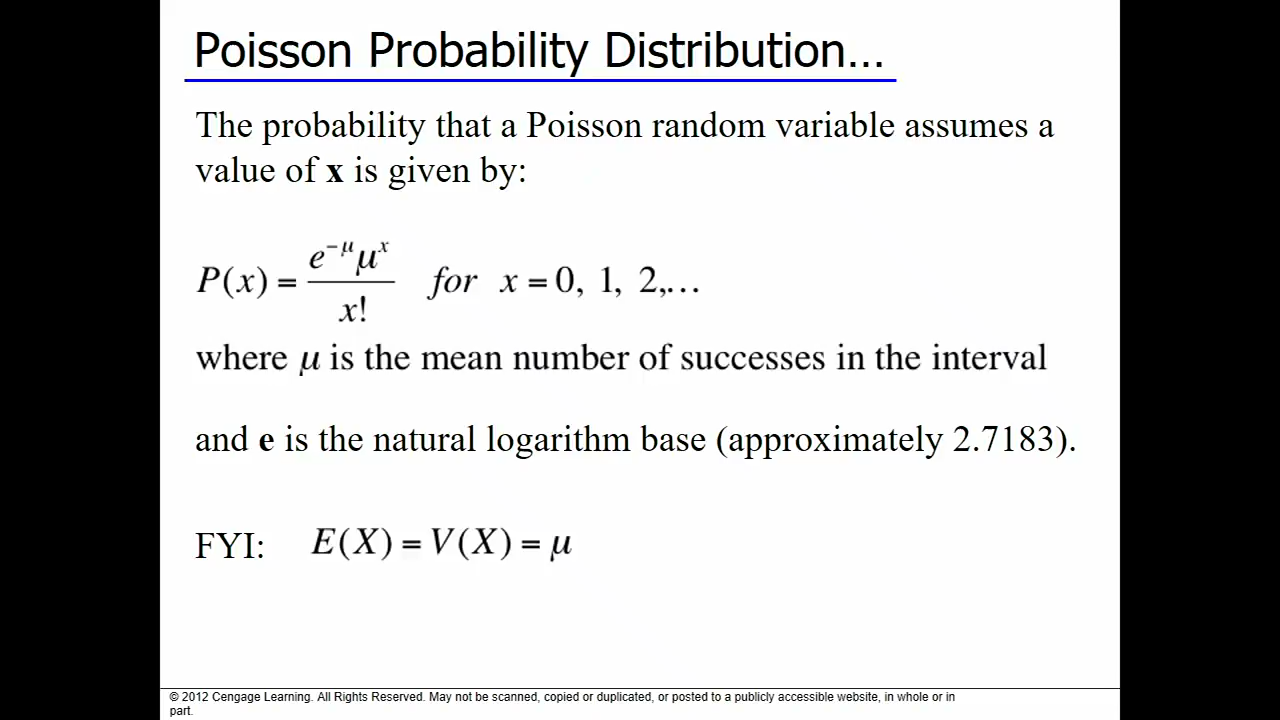 Poisson Probability Distribution...
The probability that a Poisson random variable assumes a
value of x is given by:
P(x) = e^{−μ}μ^x / x!   for x = 0, 1, 2,...
where μ is the mean number of successes in the interval
and e is the natural logarithm base (approximately 2.7183).
FYI: E(X) = V(X) = μ
© 2012 Cengage Learning. All Rights Reserved. May not be scanned, copied or duplicated, or posted to a publicly accessible website, in whole or in
part.